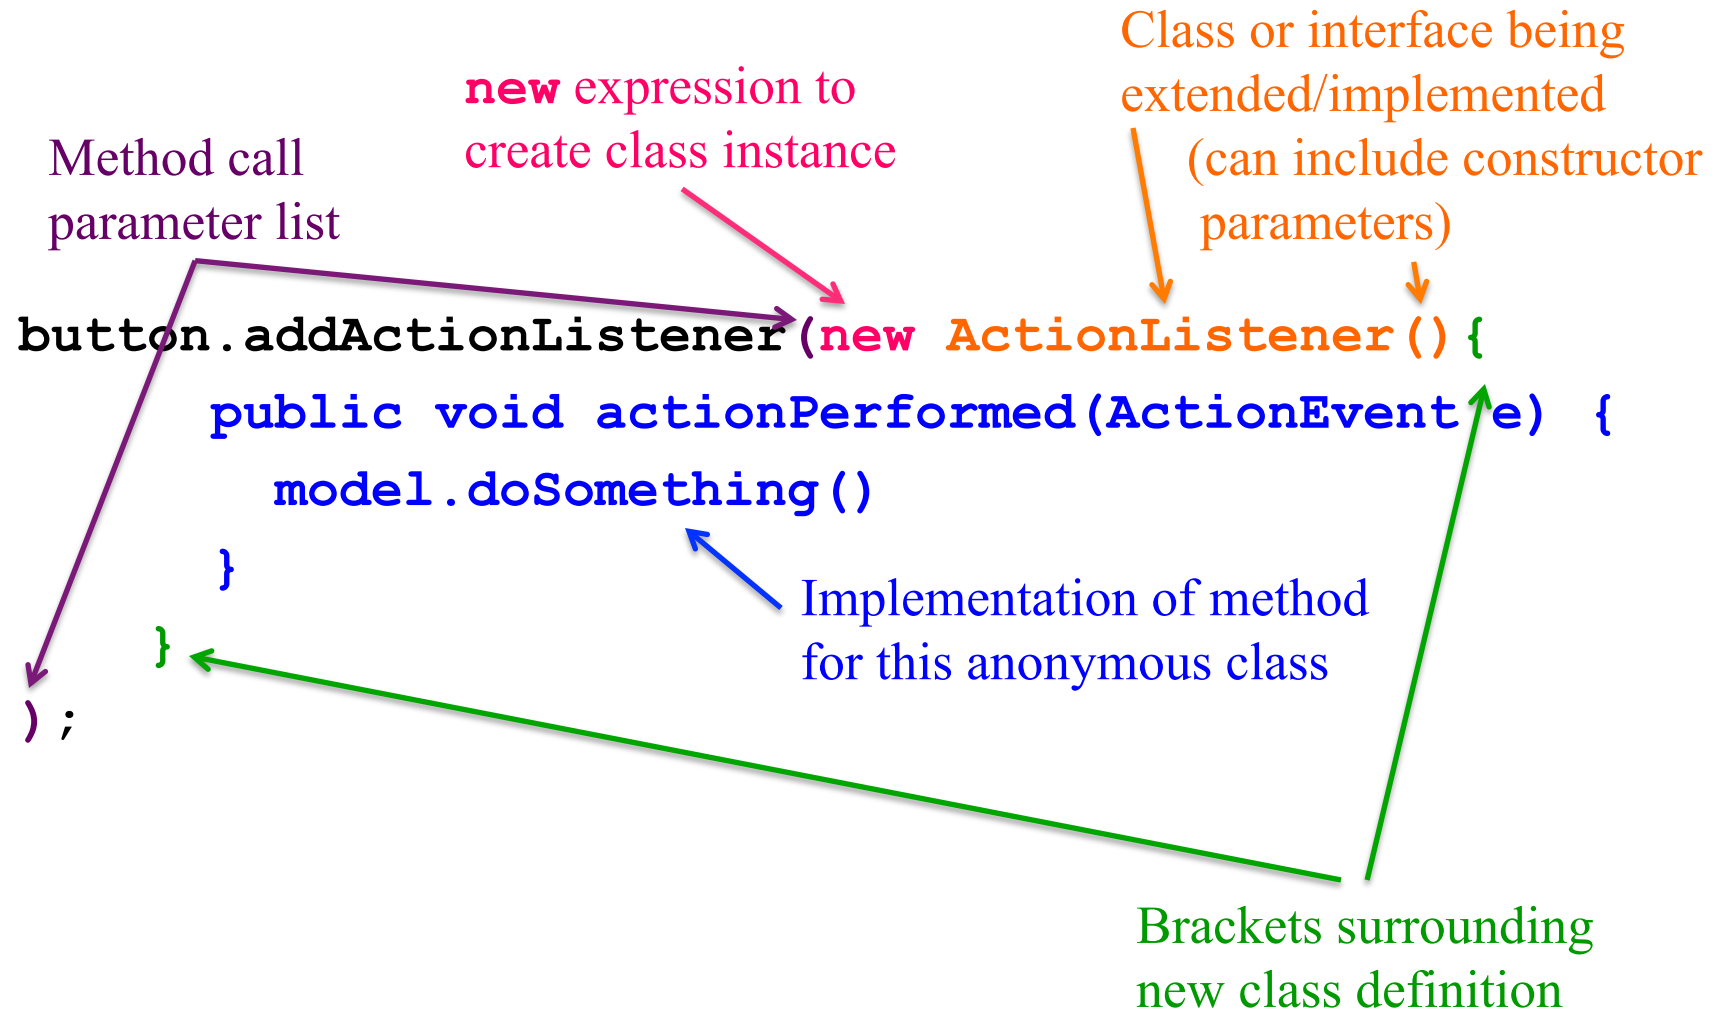 Class or interface being
new expression to
extended/implemented
Method call
create class instance
(can include constructor
parameter list
parameters)
button.addActionListener(new ActionListener(){
public void actionPerformed(ActionEvent e) {
model.doSomething()
}
Implementation of method
}
for this anonymous class
);
Brackets surrounding
new class definition